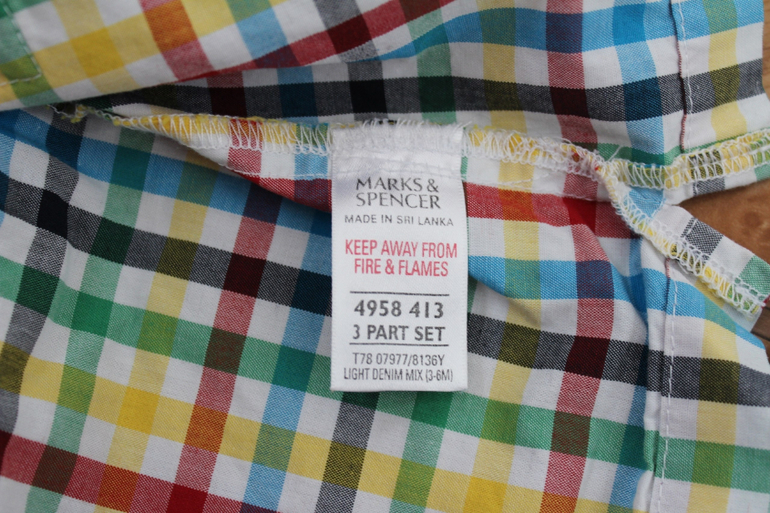 MARKS &
SPENCER
MADE IN SRI LANKA
KEEP AWAY FROM
FIRE & FLAMES
4958 413
3 PART SET
T78 07977/8136Y
LIGHT DENIM MIX (3-6M)